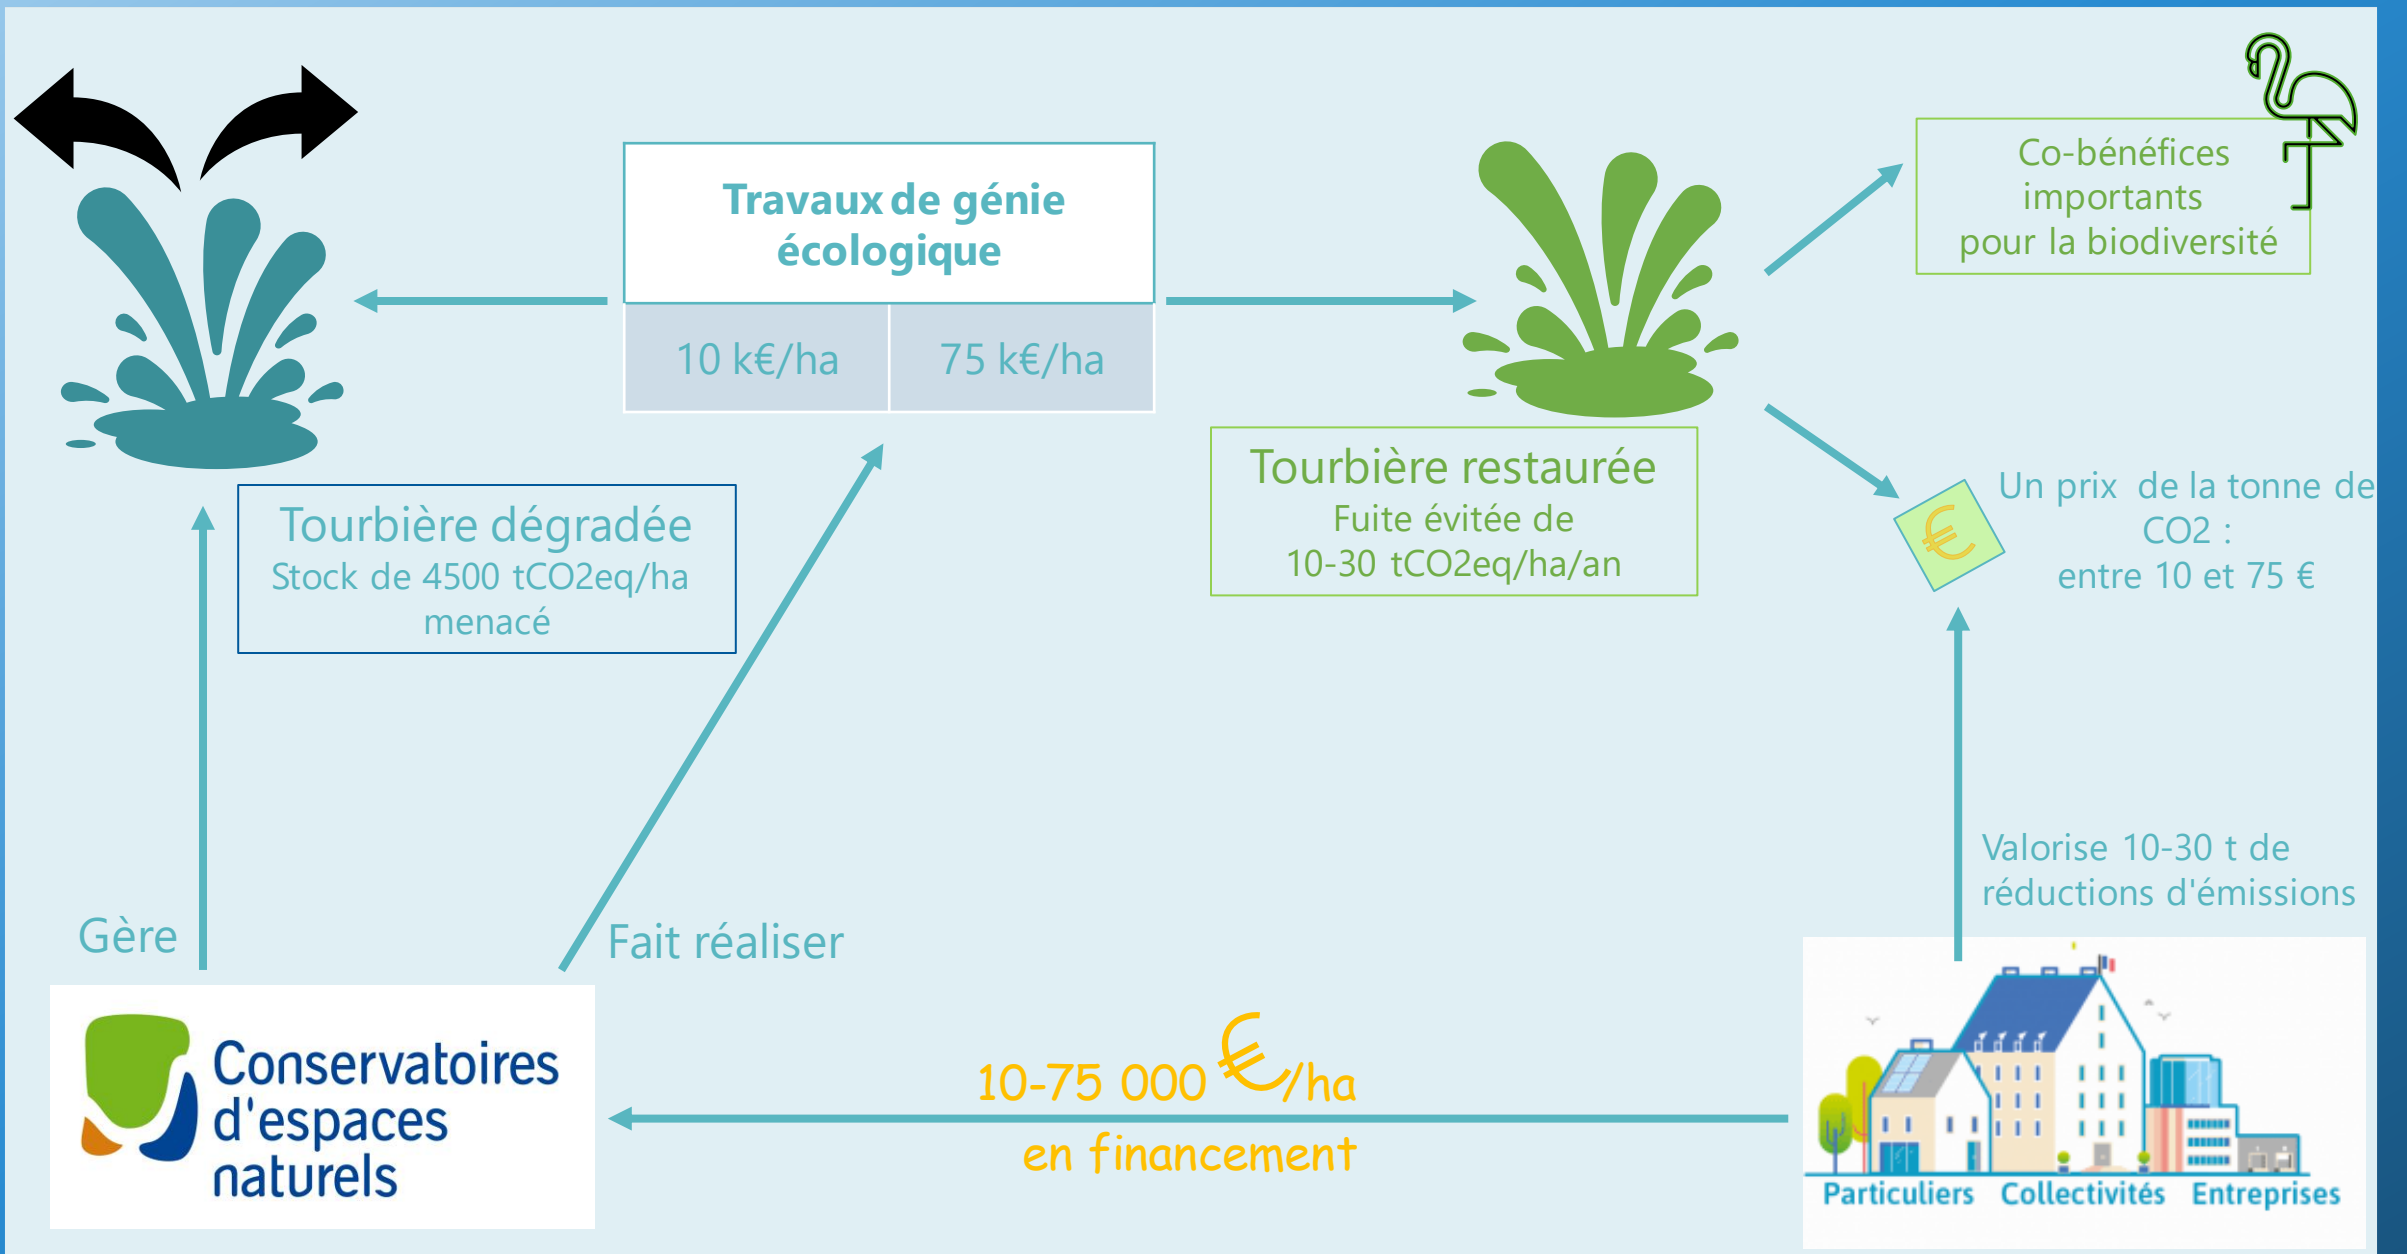 Travaux de génie
écologique
10 k€/ha
75 k€/ha
Co-bénéfices
importants
pour la biodiversité
Tourbière dégradée
Stock de 4500 tCO2eq/ha
menacé
Tourbière restaurée
Fuite évitée de
10-30 tCO2eq/ha/an
€
Un prix de la tonne de
CO2 :
entre 10 et 75 €
Gère
Fait réaliser
Valorise 10-30 t de
réductions d'émissions
Conservatoires
d'espaces
naturels
10-75 000 €/ha
en financement
Particuliers Collectivités Entreprises